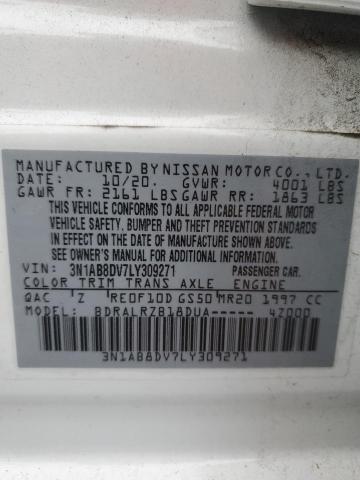 MANUFACTURED BY NISSAN MOTOR CO., LTD.
DATE: 10/20. GVWR: 4001 LBS
GAWR FR: 2161 LBS GAWR RR: 1863 LBS
THIS VEHICLE CONFORMS TO ALL APPLICABLE FEDERAL MOTOR
VEHICLE SAFETY, BUMPER AND THEFT PREVENTION STANDARDS
IN EFFECT ON THE DATE OF MANUFACTURE SHOWN ABOVE.
SEE OWNER'S MANUAL FOR ADDITIONAL INFORMATION.
VIN: 3N1AB8DV7LY309271 PASSENGER CAR
COLOR TRIM TRANS AXLE ENGINE
QAC Z RE0F10D GS50 MR20 1997 CC
MODEL: BDRALRZB18DUA----- 4Z000
3N1AB8DV7LY309271